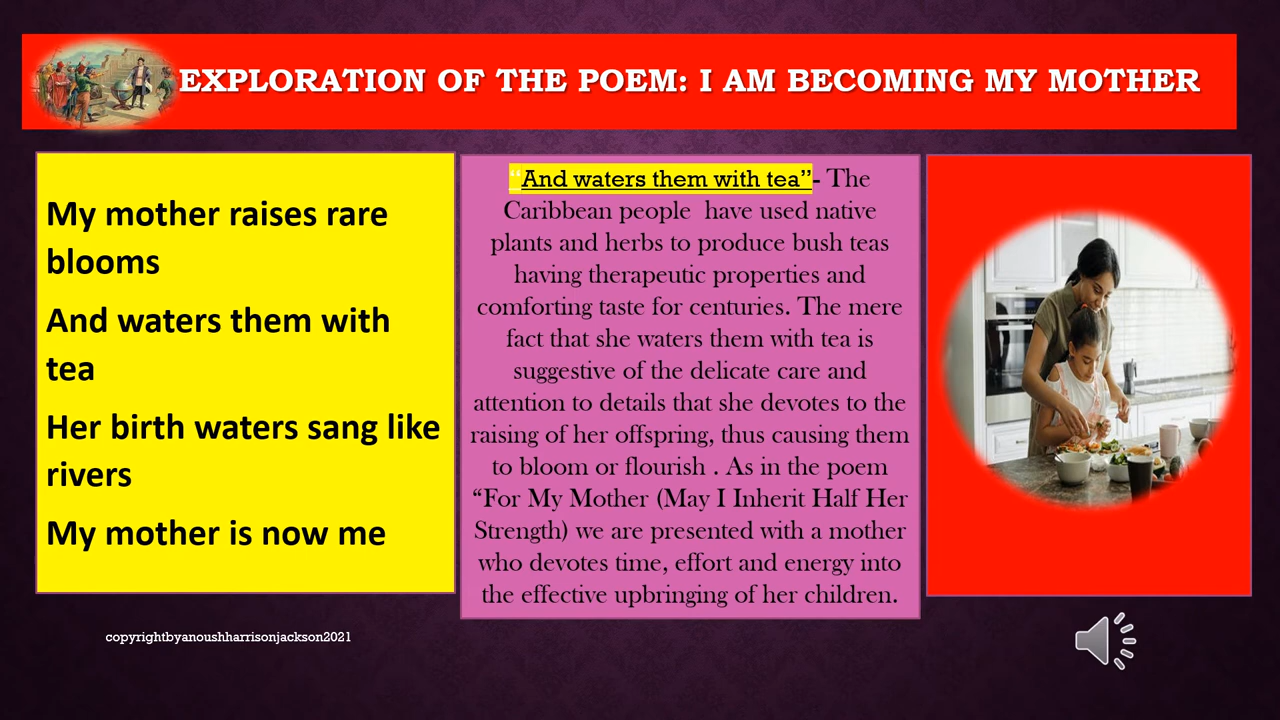 EXPLORATION OF THE POEM: I AM BECOMING MY MOTHER
My mother raises rare
blooms
And waters them with
tea
Her birth waters sang like
rivers
My mother is now me
“And waters them with tea”- The
Caribbean people  have used native
plants and herbs to produce bush teas
having therapeutic properties and
comforting taste for centuries. The mere
fact that she waters them with tea is
suggestive of the delicate care and
attention to details that she devotes to the
raising of her offspring, thus causing them
to bloom or flourish . As in the poem
“For My Mother (May I Inherit Half Her
Strength) we are presented with a mother
who devotes time, effort and energy into
the effective upbringing of her children.
copyrightbyanoushharrisonjackson2021